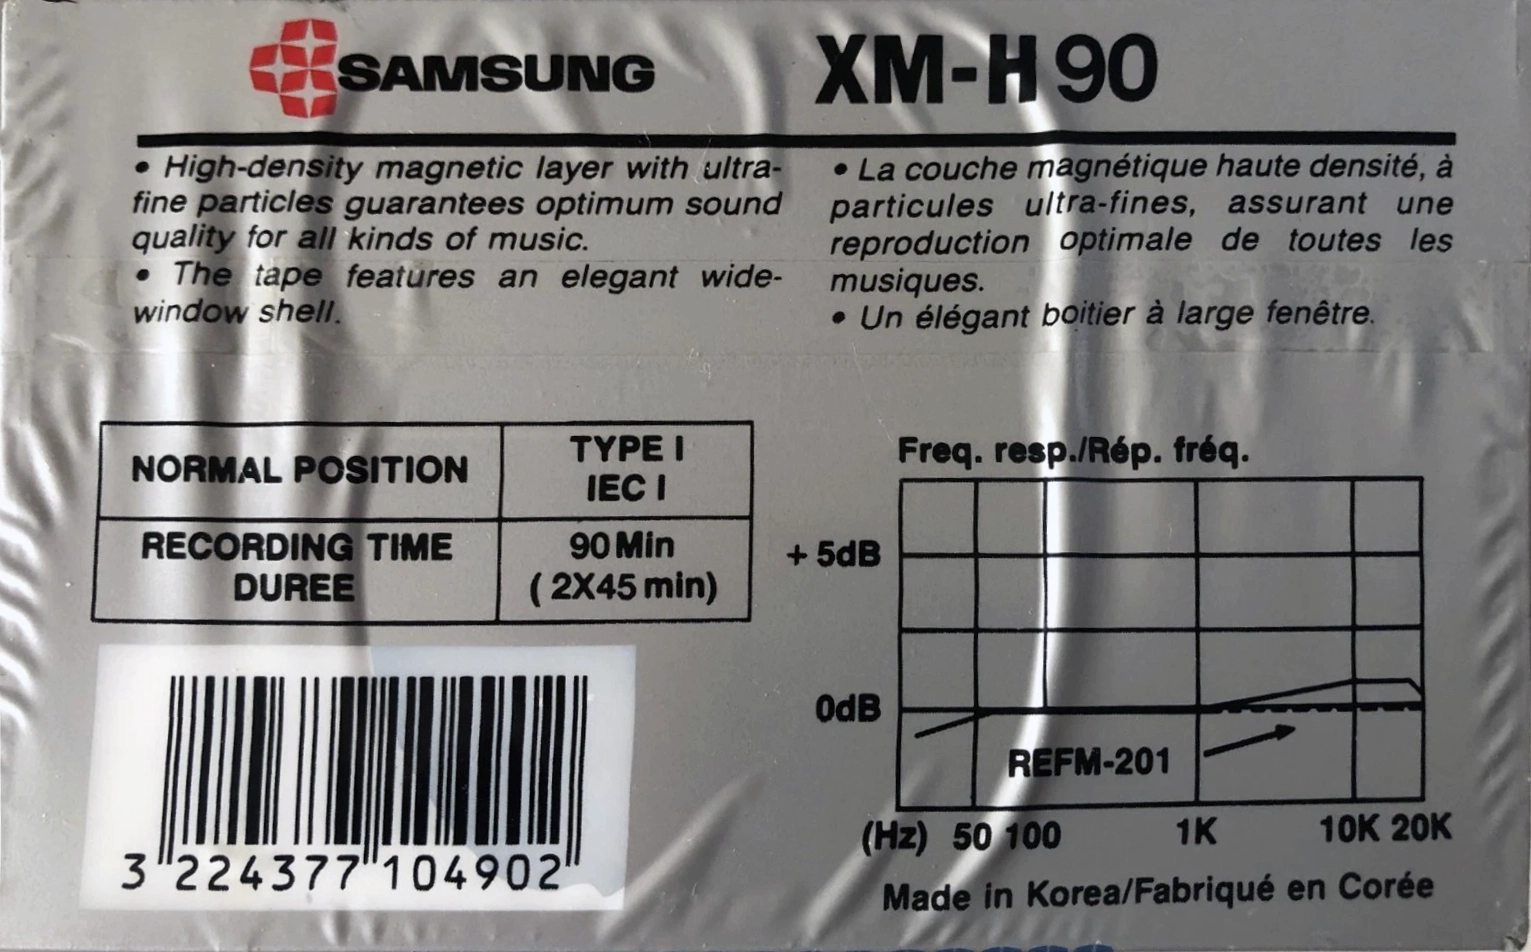 SAMSUNG
XM-H 90
• High-density magnetic layer with ultra-
fine particles guarantees optimum sound
quality for all kinds of music.
• The tape features an elegant wide-
window shell.
• La couche magnétique haute densité, à
particules ultra-fines, assurant une
reproduction optimale de toutes les
musiques.
• Un élégant boitier à large fenêtre.
NORMAL POSITION
TYPE I
IEC I
RECORDING TIME
DUREE
90 Min
( 2X45 min)
3 224377 104902
Freq. resp./Rép. fréq.
+ 5dB
0dB
REFM-201
(Hz) 50 100 1K 10K 20K
Made in Korea/Fabriqué en Corée